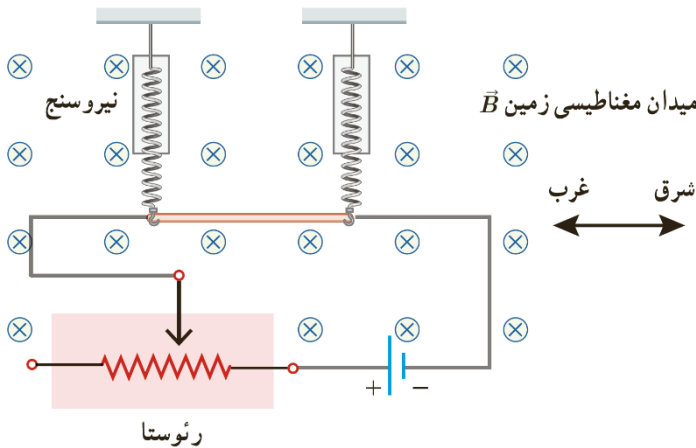 نیروسنج
میدان مغناطیسی زمین B⃗
غرب
شرق
+
−
رئوستا